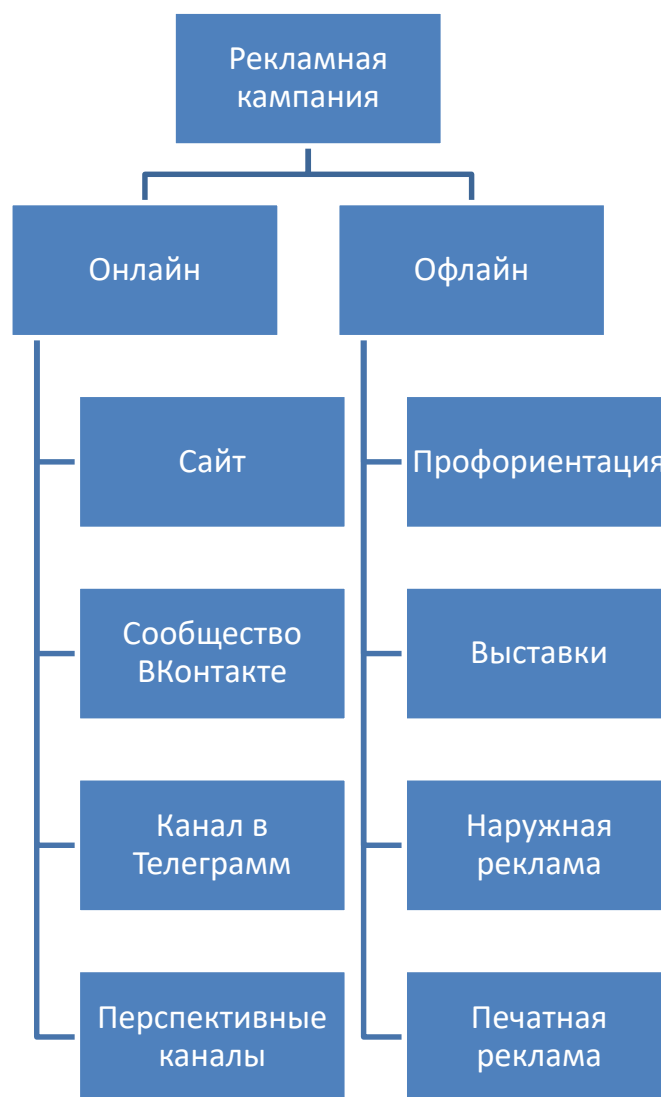 Рекламная
кампания
Онлайн
Офлайн
Сайт
Профориентация
Сообщество
ВКонтакте
Выставки
Канал в
Телеграмм
Наружная
реклама
Перспективные
каналы
Печатная
реклама